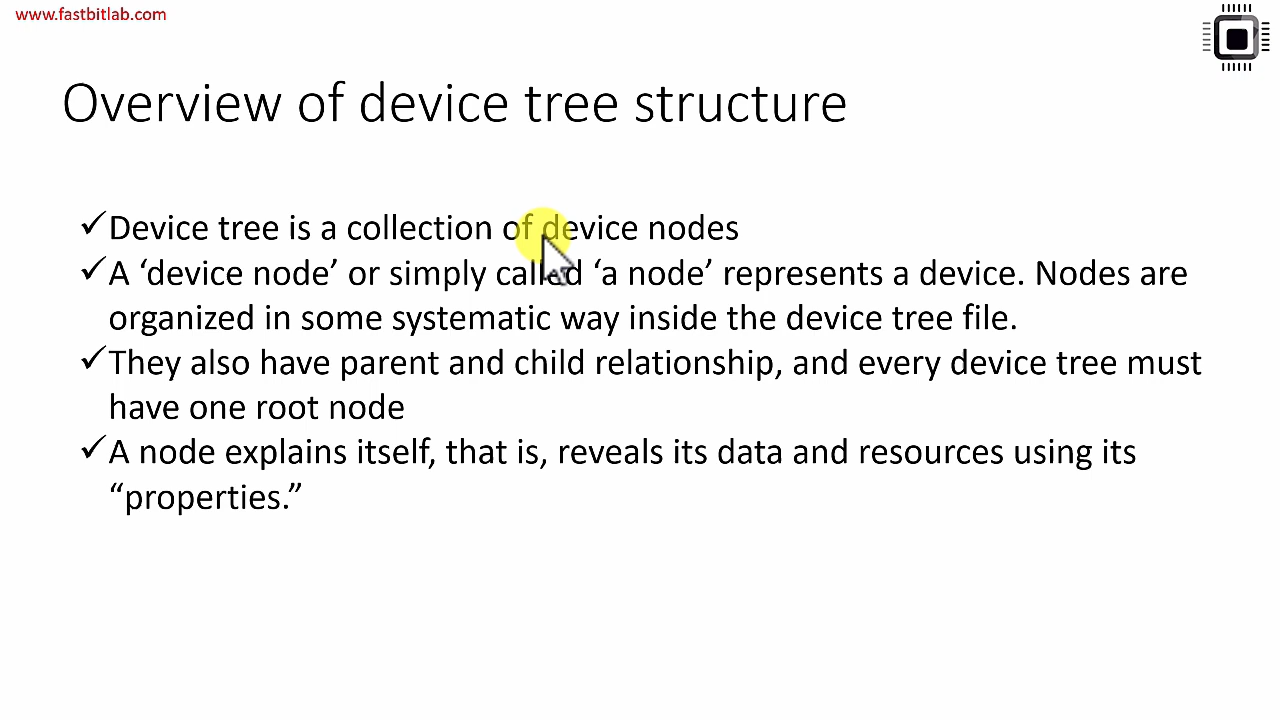 www.fastbitlab.com
Overview of device tree structure
✓Device tree is a collection of device nodes
✓A ‘device node’ or simply called ‘a node’ represents a device. Nodes are
organized in some systematic way inside the device tree file.
✓They also have parent and child relationship, and every device tree must
have one root node
✓A node explains itself, that is, reveals its data and resources using its
“properties.”